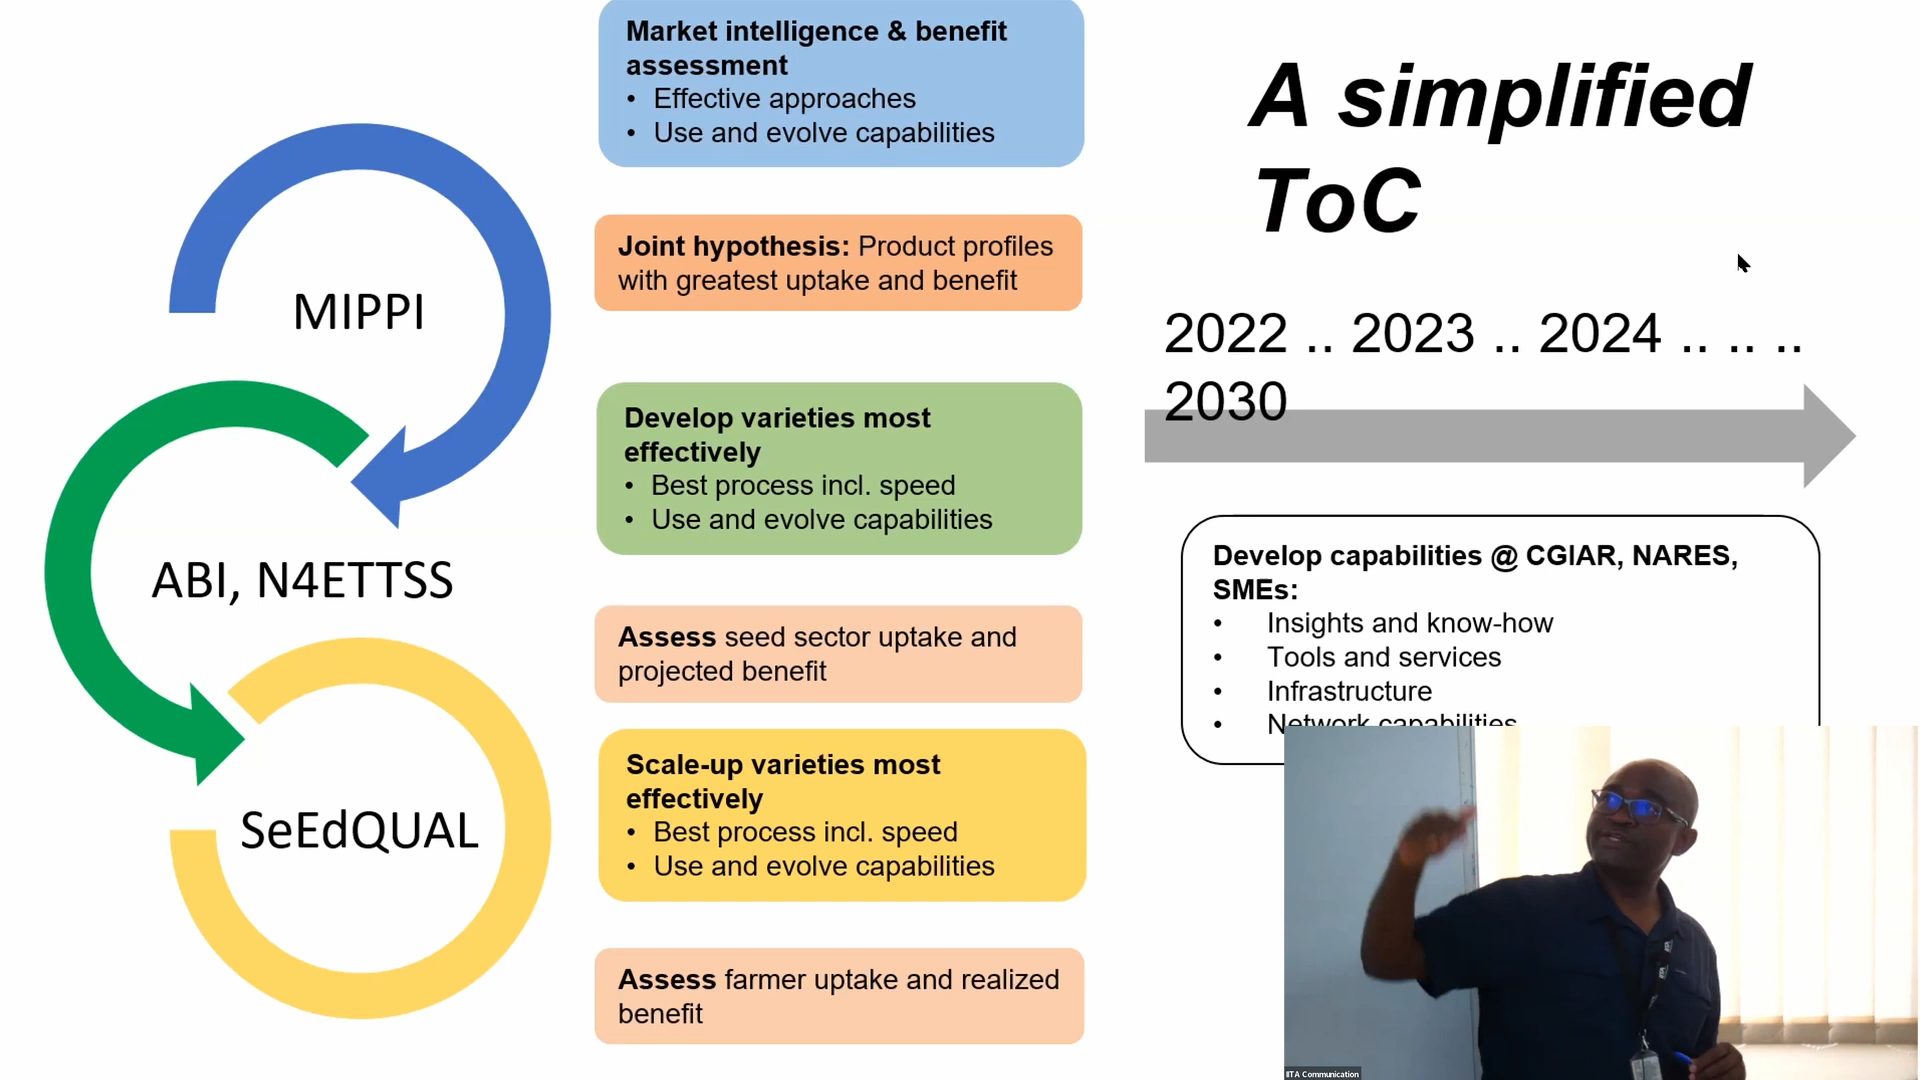 MIPPI
ABI, N4ETTSS
SeEdQUAL
Market intelligence & benefit
assessment
• Effective approaches
• Use and evolve capabilities
Joint hypothesis: Product profiles
with greatest uptake and benefit
Develop varieties most
effectively
• Best process incl. speed
• Use and evolve capabilities
Assess seed sector uptake and
projected benefit
Scale-up varieties most
effectively
• Best process incl. speed
• Use and evolve capabilities
Assess farmer uptake and realized
benefit
A simplified
ToC
2022 .. 2023 .. 2024 .. .. ..
2030
Develop capabilities @ CGIAR, NARES,
SMEs:
• Insights and know-how
• Tools and services
• Infrastructure
• Network capabilities
IITA Communication